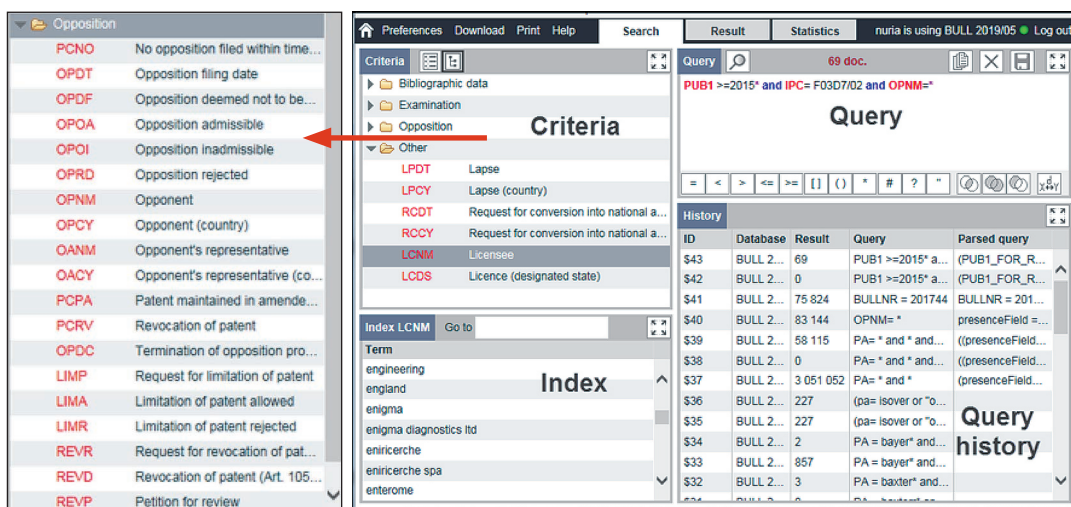 Opposition
PCNO No opposition filed within time...
OPDT Opposition filing date
OPDF Opposition deemed not to be...
OPOA Opposition admissible
OPOI Opposition inadmissible
OPRD Opposition rejected
OPNM Opponent
OPCY Opponent (country)
OANM Opponent's representative
OACY Opponent's representative (co...
PCPA Patent maintained in amende...
PCRV Revocation of patent
OPDC Termination of opposition pro...
LIMP Request for limitation of patent
LIMA Limitation of patent allowed
LIMR Limitation of patent rejected
REVR Request for revocation of pat...
REVD Revocation of patent (Art. 105...
REVP Petition for review
Preferences Download Print Help Search Result Statistics nuria is using BULL 2019/05 Log out
Criteria
Bibliographic data
Examination
Opposition
Criteria
Other
LPDT Lapse
LPCY Lapse (country)
RCDT Request for conversion into national a...
RCCY Request for conversion into national a...
LCNM Licensee
LCDS Licence (designated state)
Index LCNM Go to
Term
engineering
england
enigma
enigma diagnostics ltd
eniricerche
eniricerche spa
enterome
Index
Query 69 doc.
PUB1 >=2015* and IPC= F03D7/02 and OPNM=*
Query
= < > <= >= [] () * # ? "
History
ID Database Result Query Parsed query
$43 BULL 2... 69 PUB1 >=2015* a... (PUB1_FOR_R...
$42 BULL 2... 0 PUB1 >=2015* a... (PUB1_FOR_R...
$41 BULL 2... 75 824 BULLNR = 201744 BULLNR = 201...
$40 BULL 2... 83 144 OPNM= * presenceField =...
$39 BULL 2... 58 115 PA= * and * and... ((presenceField...
$38 BULL 2... 0 PA= * and * and... ((presenceField...
$37 BULL 2... 3 051 052 PA= * and * (presenceField...
$36 BULL 2... 227 (pa= isover or "o...
$35 BULL 2... 227 (pa= isover or "o...
$34 BULL 2... 2 PA = bayer* and...
$33 BULL 2... 857 PA = bayer* and...
$32 BULL 2... 3 PA = baxter* and...
Query
history